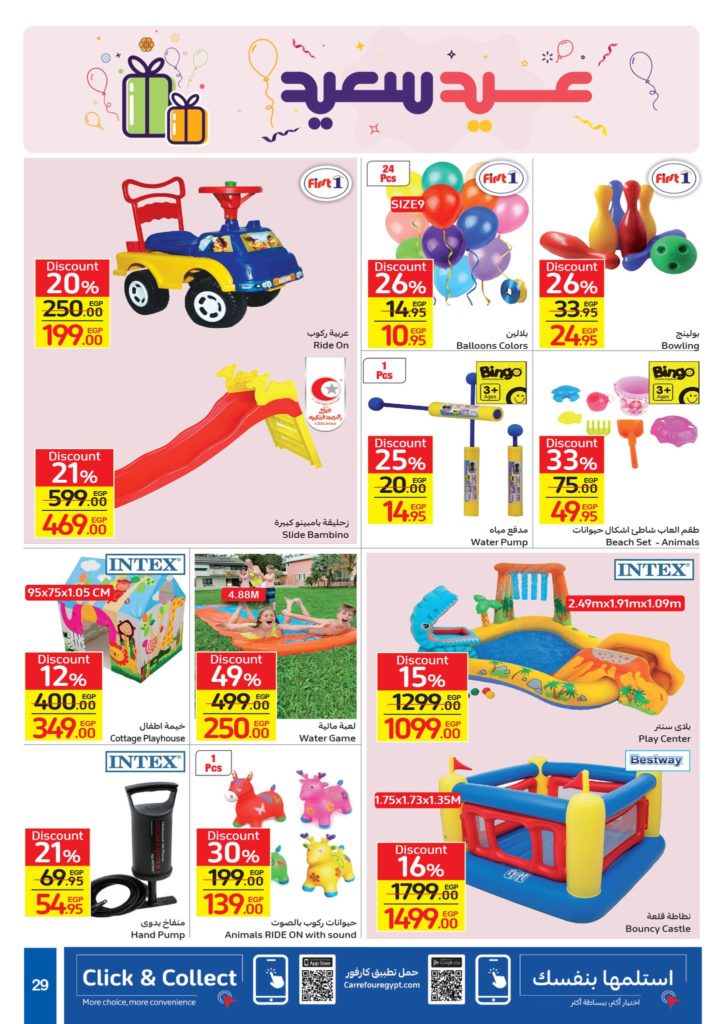 عيد سعيد
First 1
Discount
20%
250.00 EGP
199.00 EGP
عربية ركوب
Ride On
24 Pcs
First 1
SIZE9
Discount
26%
14.95
10.95 EGP
بلالين
Balloons Colors
First 1
Discount
26%
33.95 EGP
24.95 EGP
بولينج
Bowling
Discount
21%
599.00 EGP
469.00 EGP
زحليقة بامبينو كبيرة
Slide Bambino
1 Pcs
Bingo
3+
Ages
Discount
25%
20.00 EGP
14.95 EGP
مدفع مياه
Water Pump
Bingo
3+
Ages
Discount
33%
75.00 EGP
49.95 EGP
طقم العاب شاطئ اشكال حيوانات
Beach Set - Animals
INTEX
95x75x1.05 CM
Discount
12%
400.00 EGP
349.00 EGP
خيمة اطفال
Cottage Playhouse
4.88M
Discount
49%
499.00 EGP
250.00 EGP
لعبة مائية
Water Game
INTEX
2.49mx1.91mx1.09m
Discount
15%
1299.00 EGP
1099.00 EGP
بلاى سنتر
Play Center
INTEX
Discount
21%
69.95 EGP
54.95 EGP
منفاخ يدوى
Hand Pump
1 Pcs
Discount
30%
199.00 EGP
139.00 EGP
حيوانات ركوب بالصوت
Animals RIDE ON with sound
Bestway
1.75x1.73x1.35M
Discount
16%
1799.00 EGP
1499.00 EGP
نطاطة قلعة
Bouncy Castle
29
Click & Collect
More choice, more convenience
App Store
Google Play
حمل تطبيق كارفور
Carrefouregypt.com
استلمها بنفسك
اختيار أكتر، ببساطة أكتر